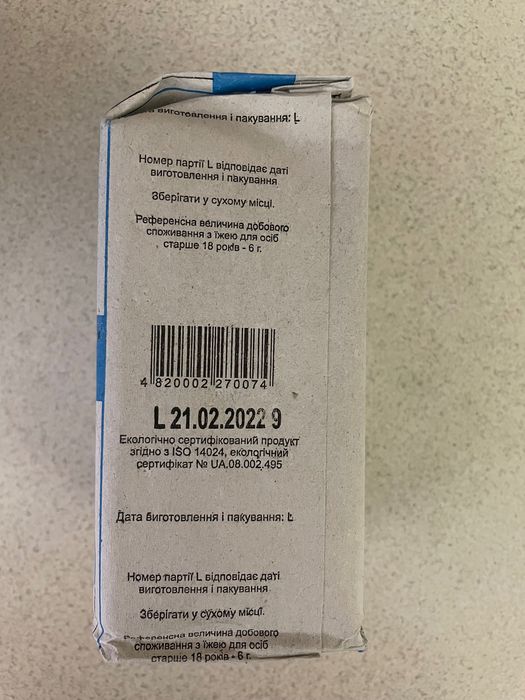 виготовлення і пакування: L
Номер партії L відповідає даті
виготовлення і пакування
Зберігати у сухому місці.
Референсна величина добового
споживання з їжею для осіб
старше 18 років - 6 г.
4 820002 270074
L 21.02.2022 9
Екологічно сертифікований продукт
згідно з ISO 14024, екологічний
сертифікат № UA.08.002.495
Дата виготовлення і пакування: L
Номер партії L відповідає даті
виготовлення і пакування
Зберігати у сухому місці.
Референсна величина добового
споживання з їжею для осіб
старше 18 років - 6 г.